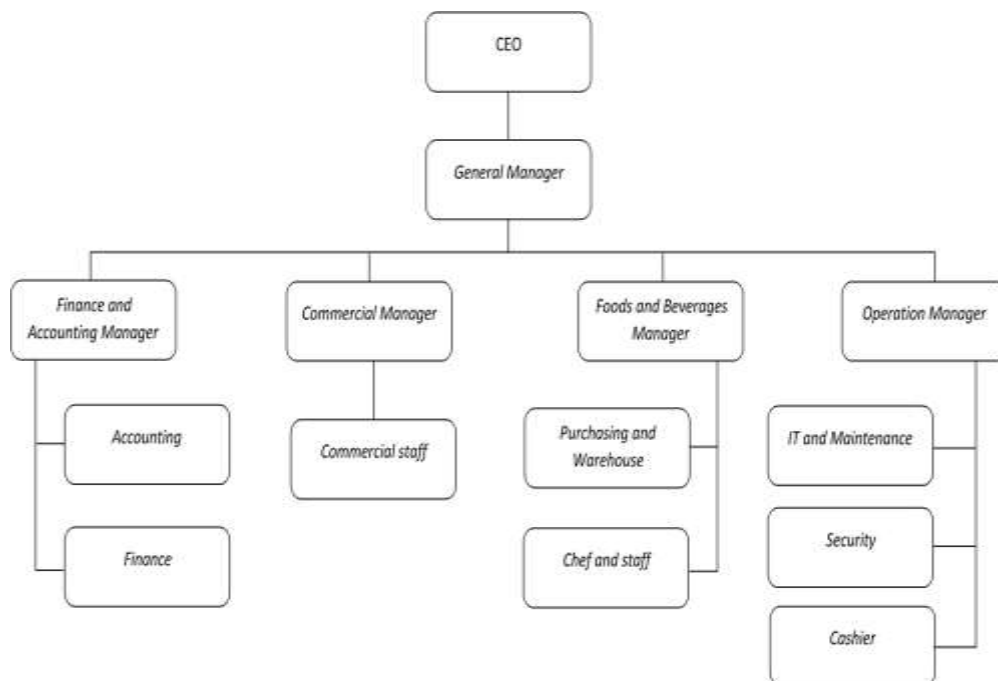 CEO
General Manager
Finance and
Accounting Manager
Commercial Manager
Foods and Beverages
Manager
Operation Manager
Accounting
Commercial staff
Purchasing and
Warehouse
IT and Maintenance
Finance
Chef and staff
Security
Cashier